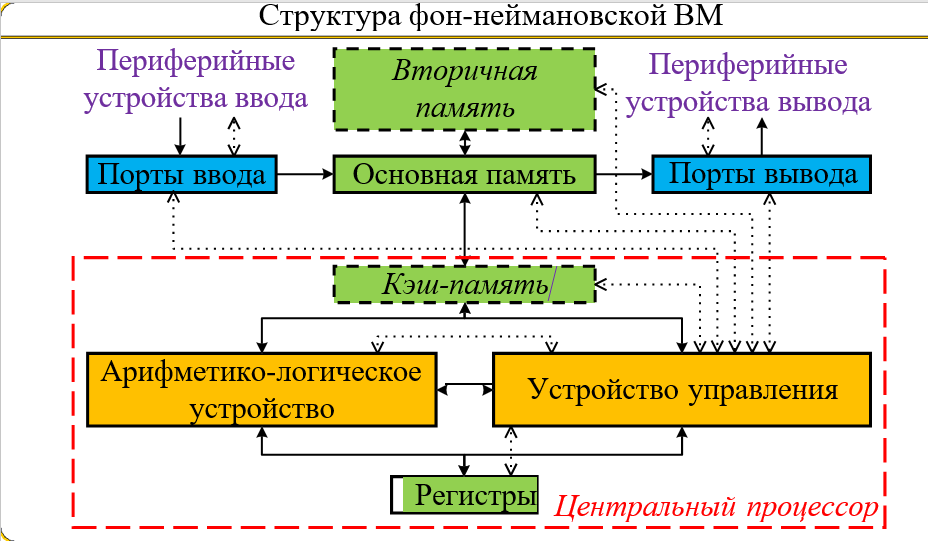 Структура фон-неймановской ВМ
Периферийные
устройства ввода
Вторичная
память
Периферийные
устройства вывода
Порты ввода
Основная память
Порты вывода
Кэш-память
Арифметико-логическое
устройство
Устройство управления
Регистры
Центральный процессор